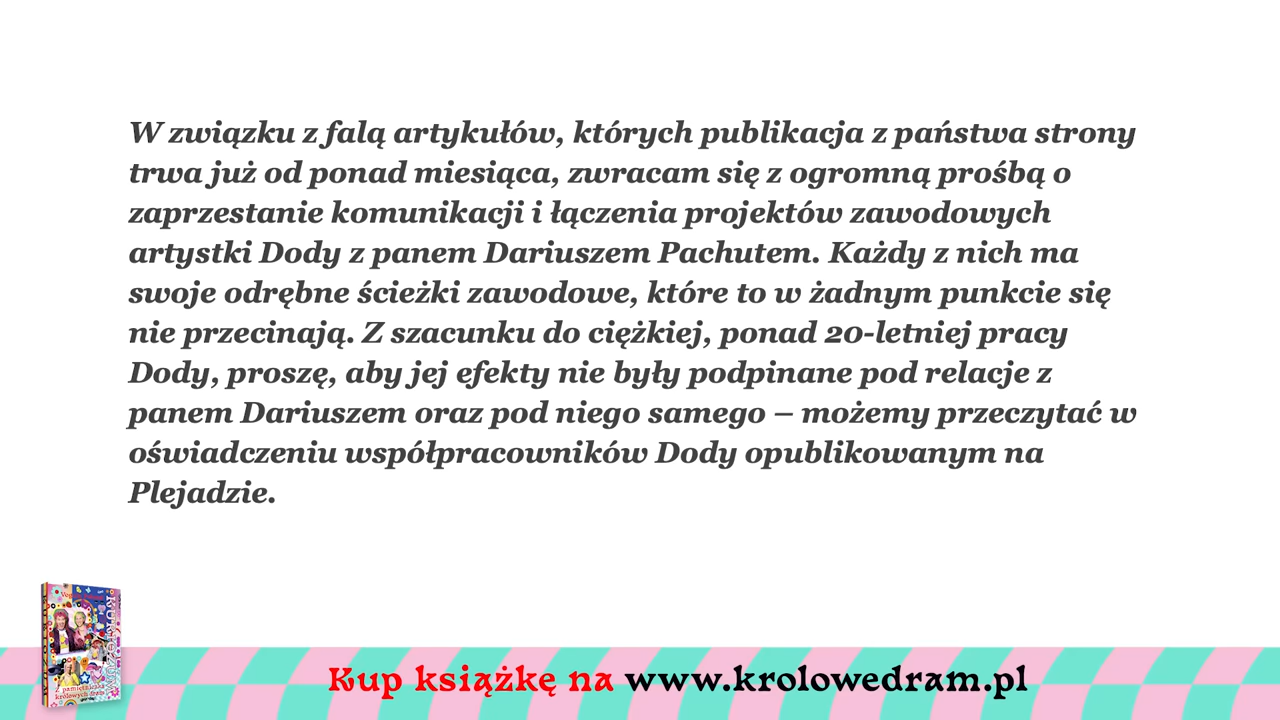 W związku z falą artykułów, których publikacja z państwa strony
trwa już od ponad miesiąca, zwracam się z ogromną prośbą o
zaprzestanie komunikacji i łączenia projektów zawodowych
artystki Dody z panem Dariuszem Pachutem. Każdy z nich ma
swoje odrębne ścieżki zawodowe, które to w żadnym punkcie się
nie przecinają. Z szacunku do ciężkiej, ponad 20-letniej pracy
Dody, proszę, aby jej efekty nie były podpinane pod relacje z
panem Dariuszem oraz pod niego samego – możemy przeczytać w
oświadczeniu współpracowników Dody opublikowanym na
Plejadzie.
Z pamiętnika
królowych dram
Kup książkę na www.krolowedram.pl